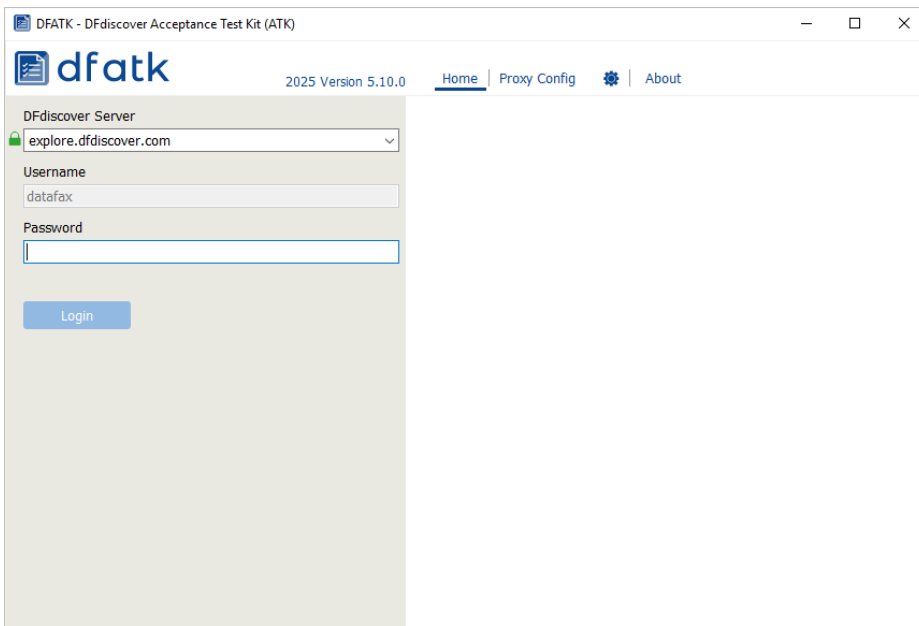 DFATK - DFdiscover Acceptance Test Kit (ATK)
dfatk
2025 Version 5.10.0
Home
Proxy Config
About
DFdiscover Server
explore.dfdiscover.com
Username
datafax
Password
Login